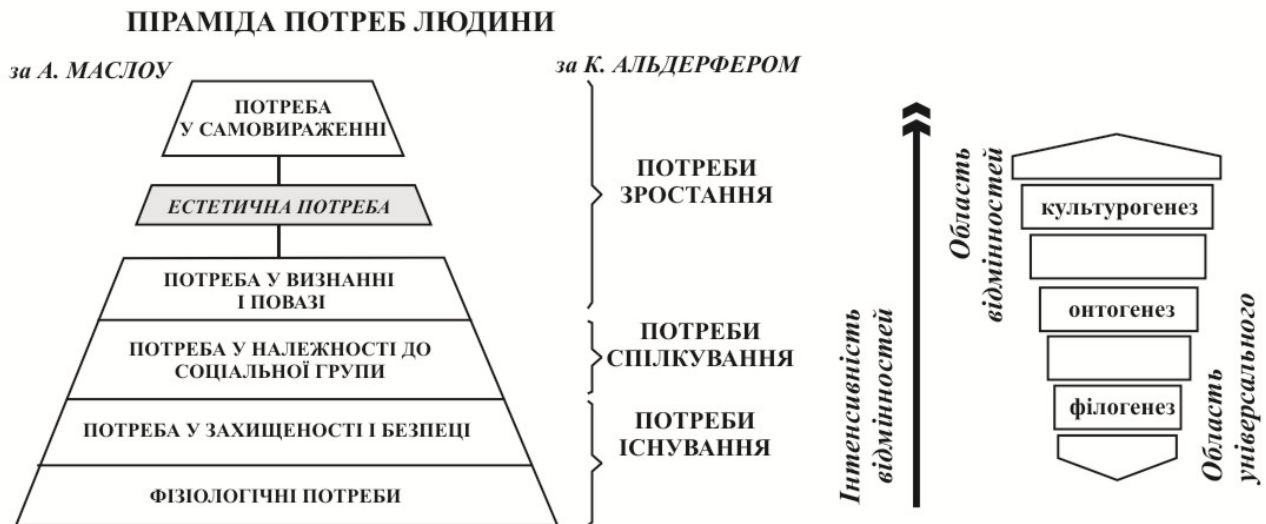 ПІРАМІДА ПОТРЕБ ЛЮДИНИ
за А. МАСЛОУ
за К. АЛЬДЕРФЕРОМ
ПОТРЕБА
У САМОВИРАЖЕННІ
ЕСТЕТИЧНА ПОТРЕБА
ПОТРЕБА У ВИЗНАННІ
І ПОВАЗІ
ПОТРЕБА У НАЛЕЖНОСТІ ДО
СОЦІАЛЬНОЇ ГРУПИ
ПОТРЕБА У ЗАХИЩЕНОСТІ І БЕЗПЕЦІ
ФІЗІОЛОГІЧНІ ПОТРЕБИ
ПОТРЕБИ
ЗРОСТАННЯ
ПОТРЕБИ
СПІЛКУВАННЯ
ПОТРЕБИ
ІСНУВАННЯ
Інтенсивність
відмінностей
Область
відмінностей
культурогенез
онтогенез
філогенез
Область
універсального